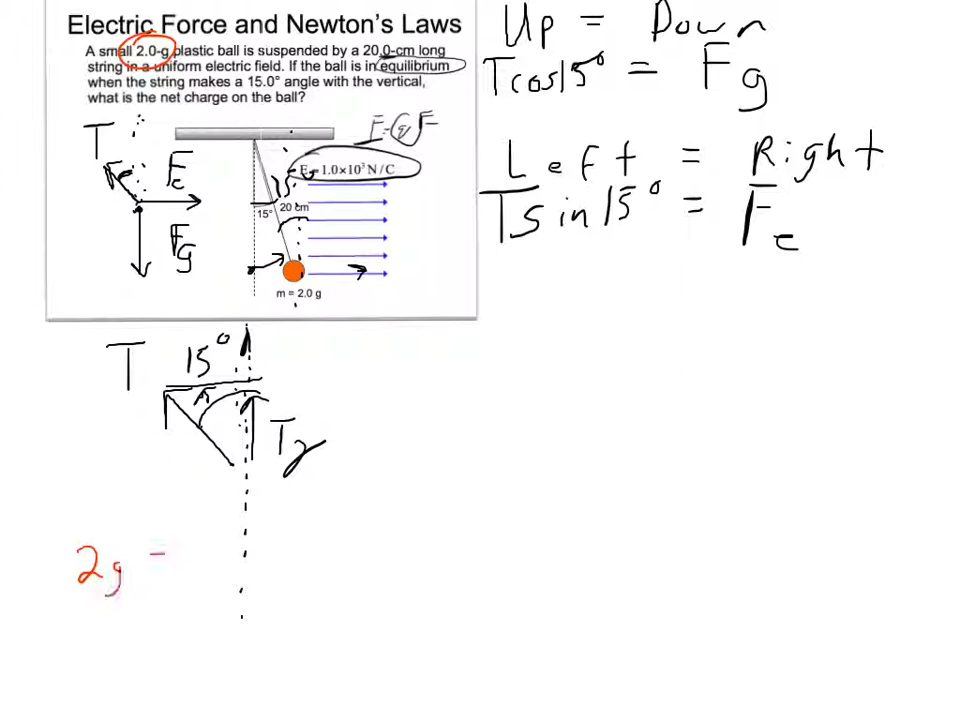 Electric Force and Newton's Laws
A small 2.0-g plastic ball is suspended by a 20.0-cm long
string in a uniform electric field. If the ball is in equilibrium
when the string makes a 15.0° angle with the vertical,
what is the net charge on the ball?
T
Fe
Fg
E = 1.0×10³ N/C
15°
15° 20 cm
m = 2.0 g
Up = Down
Tcos15° = Fg
Left = Right
Tsin15° = Fe
T 15°
Ty
2g =